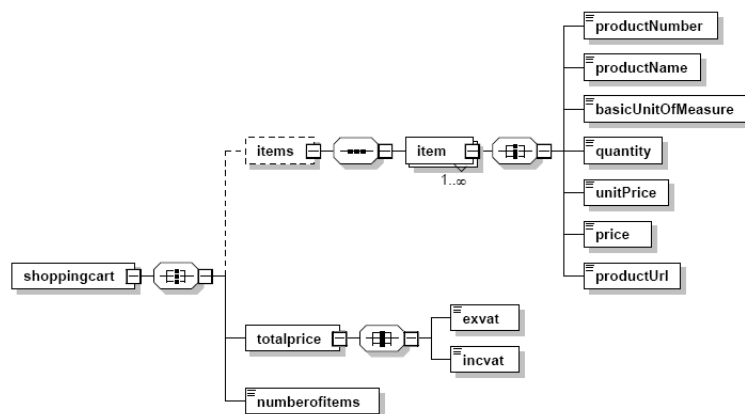 productNumber
productName
basicUnitOfMeasure
items
item
quantity
1..∞
unitPrice
price
shoppingcart
productUrl
exvat
totalprice
incvat
numberofitems